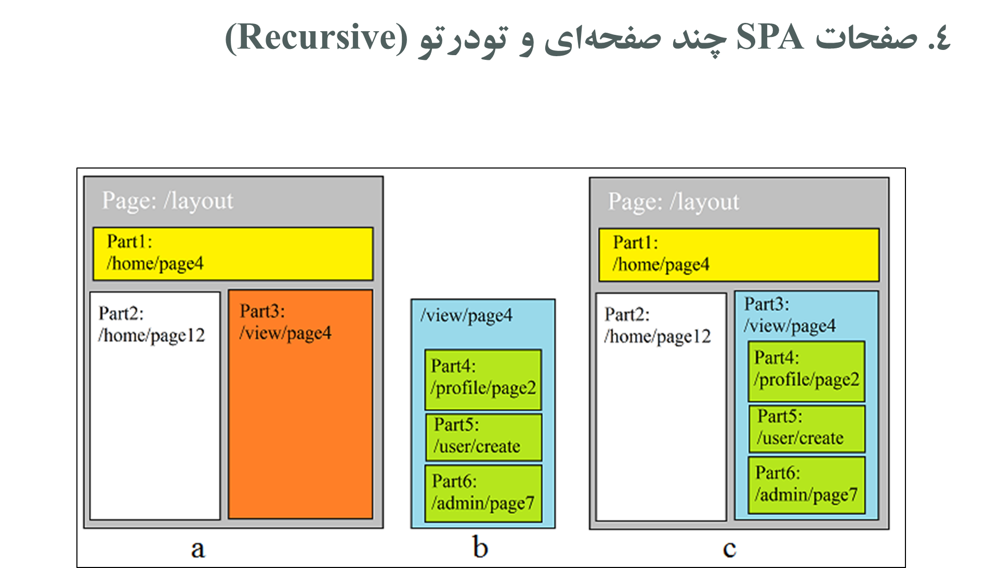 ٤. صفحات SPA چند صفحه‌ای و تودرتو (Recursive)
Page: /layout
Part1:
/home/page4
Part2:
/home/page12
Part3:
/view/page4
a
/view/page4
Part4:
/profile/page2
Part5:
/user/create
Part6:
/admin/page7
b
Page: /layout
Part1:
/home/page4
Part2:
/home/page12
Part3:
/view/page4
Part4:
/profile/page2
Part5:
/user/create
Part6:
/admin/page7
c